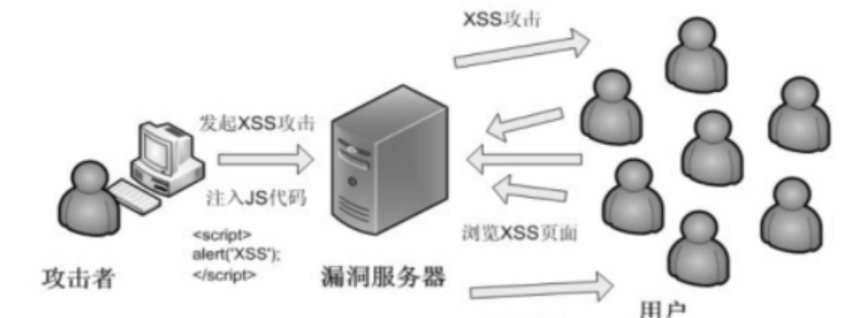 XSS攻击
发起XSS攻击
注入JS代码
<script>
alert("XSS");
</script>
浏览XSS页面
攻击者
漏洞服务器
用户